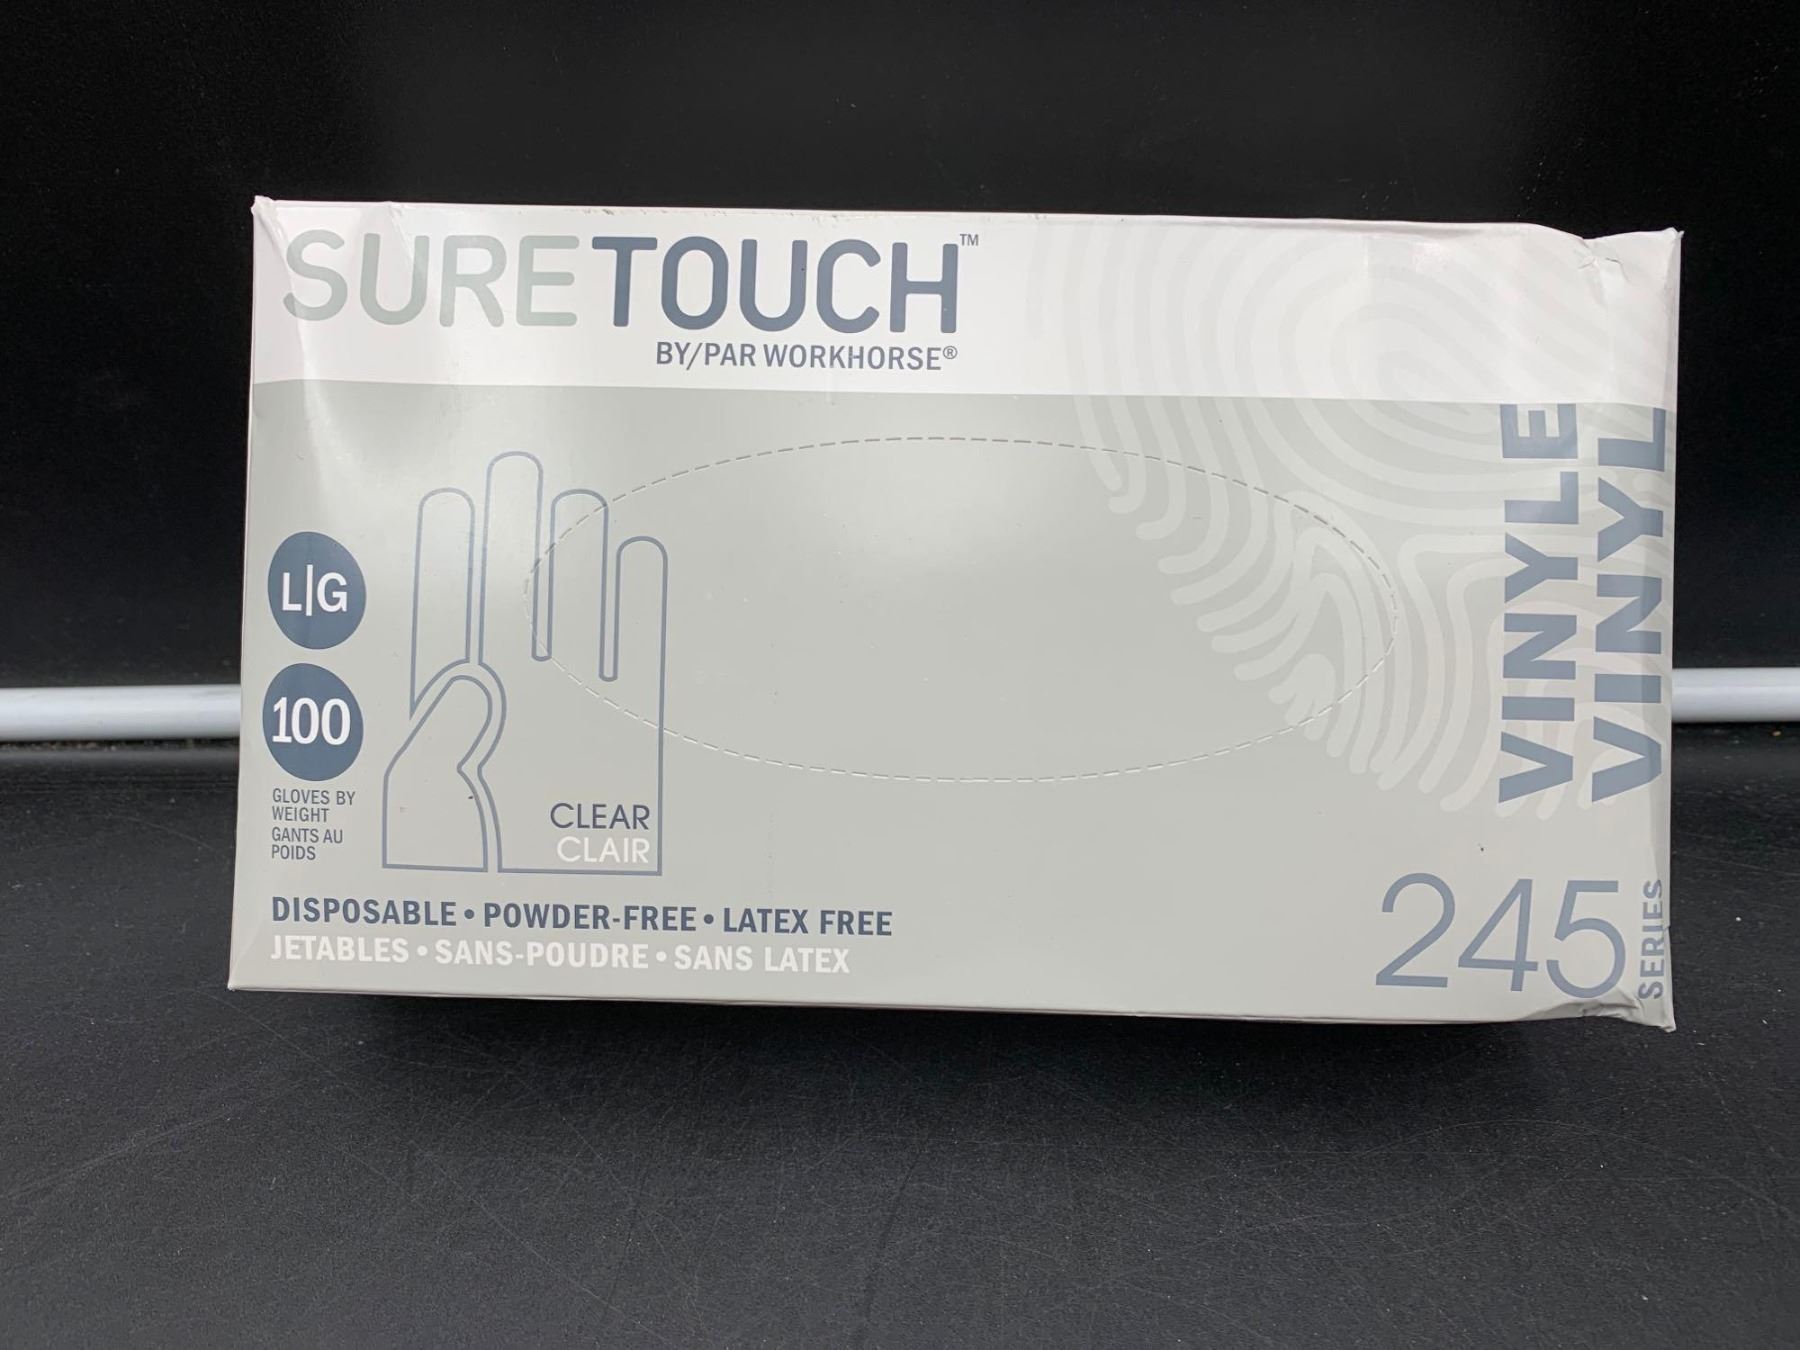 SURETOUCH™
BY/PAR WORKHORSE®
L|G
100
GLOVES BY
WEIGHT
GANTS AU
POIDS
CLEAR
CLAIR
DISPOSABLE • POWDER-FREE • LATEX FREE
JETABLES • SANS-POUDRE • SANS LATEX
VINYLE
VINYL
245
SERIES